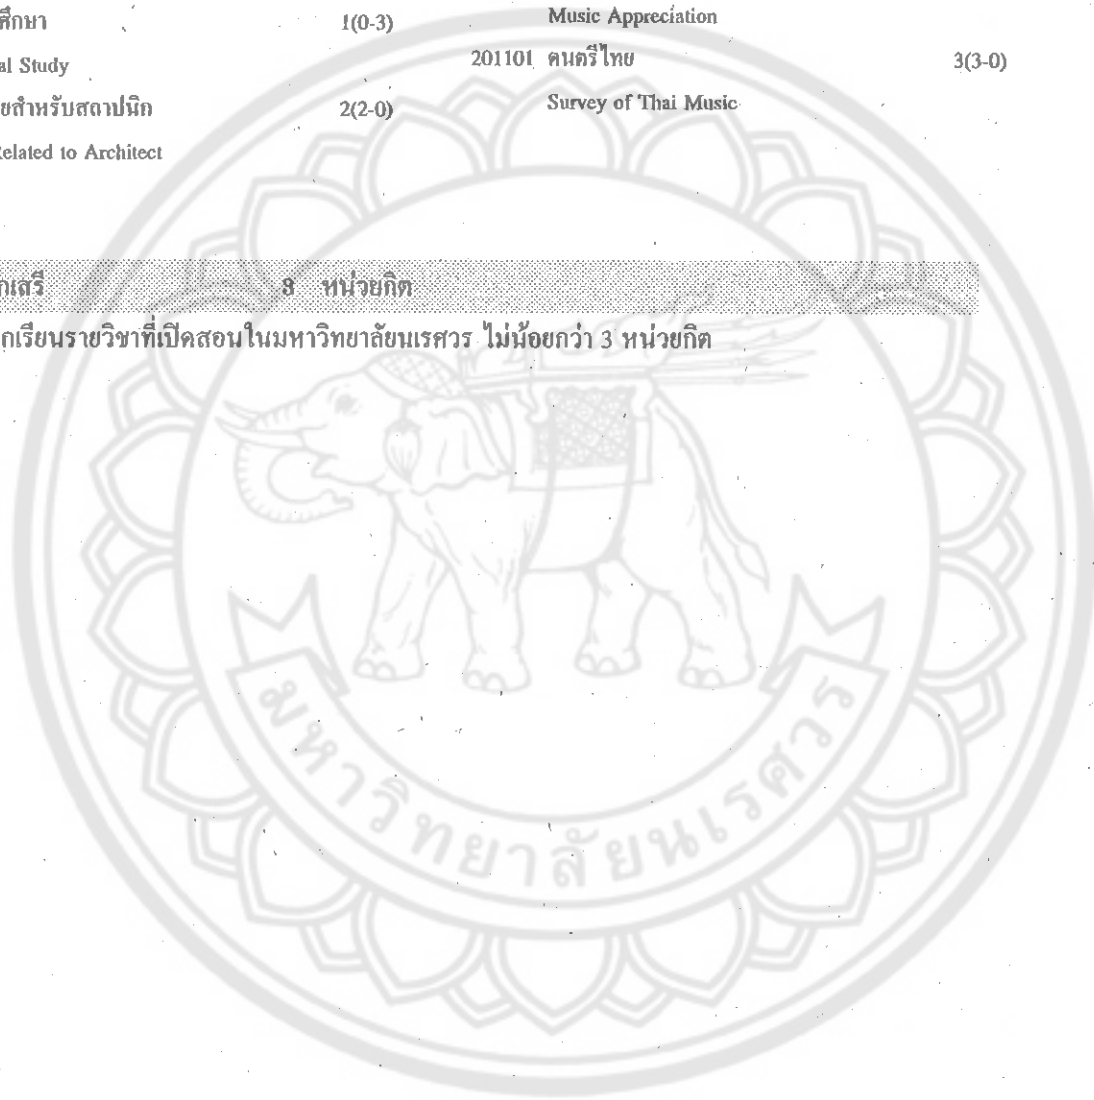 ศึกษา 1(0-3)
al Study
ยสำหรับสถาปนิก 2(2-0)
Related to Architect
Music Appreciation
201101 ดนตรีไทย 3(3-0)
Survey of Thai Music
กเสรี 3 หน่วยกิต
กเรียนรายวิชาที่เปิดสอนในมหาวิทยาลัยนเรศวร ไม่น้อยกว่า 3 หน่วยกิต
มหาวิทยาลัยนเรศวร